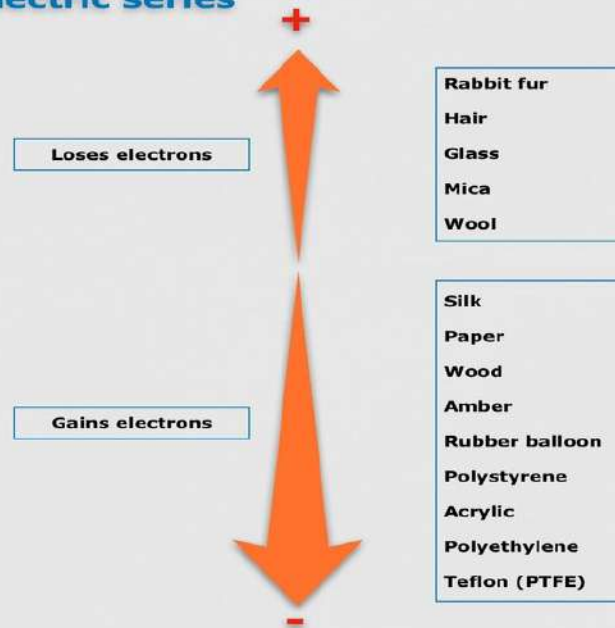 series
+
Rabbit fur
Hair
Loses electrons
Glass
Mica
Wool
Silk
Paper
Wood
Amber
Gains electrons
Rubber balloon
Polystyrene
Acrylic
Polyethylene
Teflon (PTFE)
-